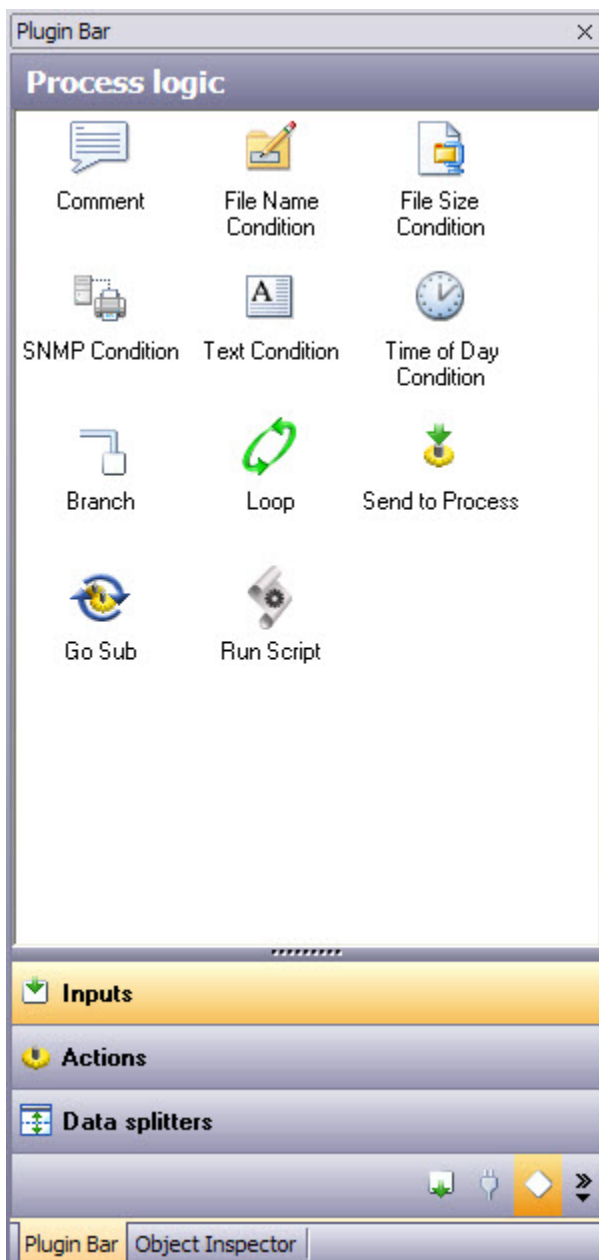 Plugin Bar
Process logic
Comment
File Name
Condition
File Size
Condition
SNMP Condition
Text Condition
Time of Day
Condition
Branch
Loop
Send to Process
Go Sub
Run Script
Inputs
Actions
Data splitters
Plugin Bar
Object Inspector